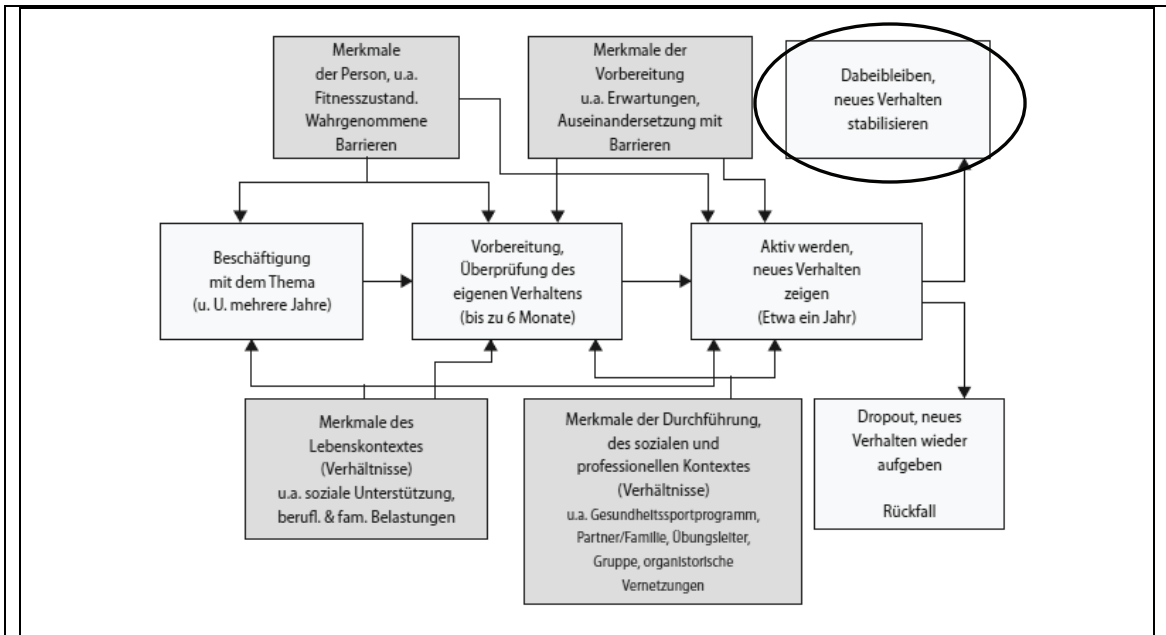 Merkmale
der Person, u.a.
Fitnesszustand.
Wahrgenommene
Barrieren
Merkmale der
Vorbereitung
u.a. Erwartungen,
Auseinandersetzung mit
Barrieren
Dabeibleiben,
neues Verhalten
stabilisieren
Beschäftigung
mit dem Thema
(u. U. mehrere Jahre)
Vorbereitung,
Überprüfung des
eigenen Verhaltens
(bis zu 6 Monate)
Aktiv werden,
neues Verhalten
zeigen
(Etwa ein Jahr)
Merkmale des
Lebenskontextes
(Verhältnisse)
u.a. soziale Unterstützung,
berufl. & fam. Belastungen
Merkmale der Durchführung,
des sozialen und
professionellen Kontextes
(Verhältnisse)
u.a. Gesundheitssportprogramm,
Partner/Familie, Übungsleiter,
Gruppe, organistorische
Vernetzungen
Dropout, neues
Verhalten wieder
aufgeben
Rückfall